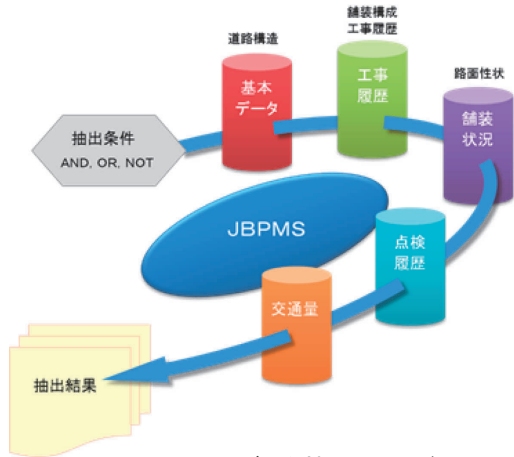 舗装構成
工事履歴
道路構造
路面性状
基本
データ
工事
履歴
舗装
状況
抽出条件
AND, OR, NOT
JBPMS
点検
履歴
交通量
抽出結果